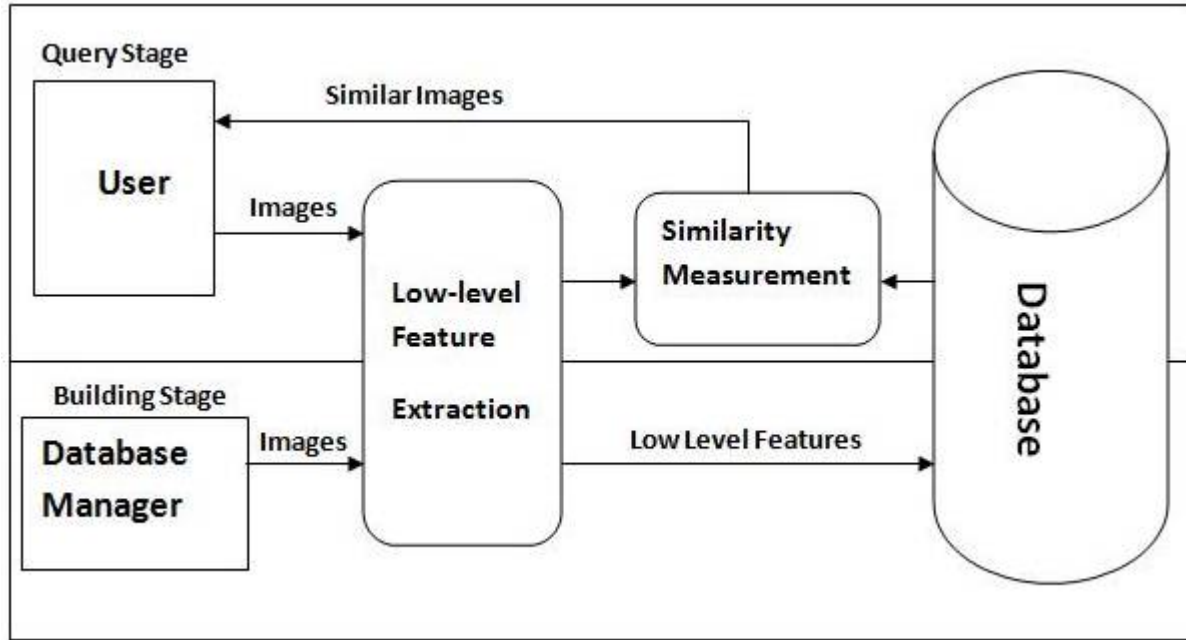 Query Stage
Similar Images
User
Images
Low-level
Feature
Extraction
Similarity
Measurement
Database
Building Stage
Database
Manager
Images
Low Level Features